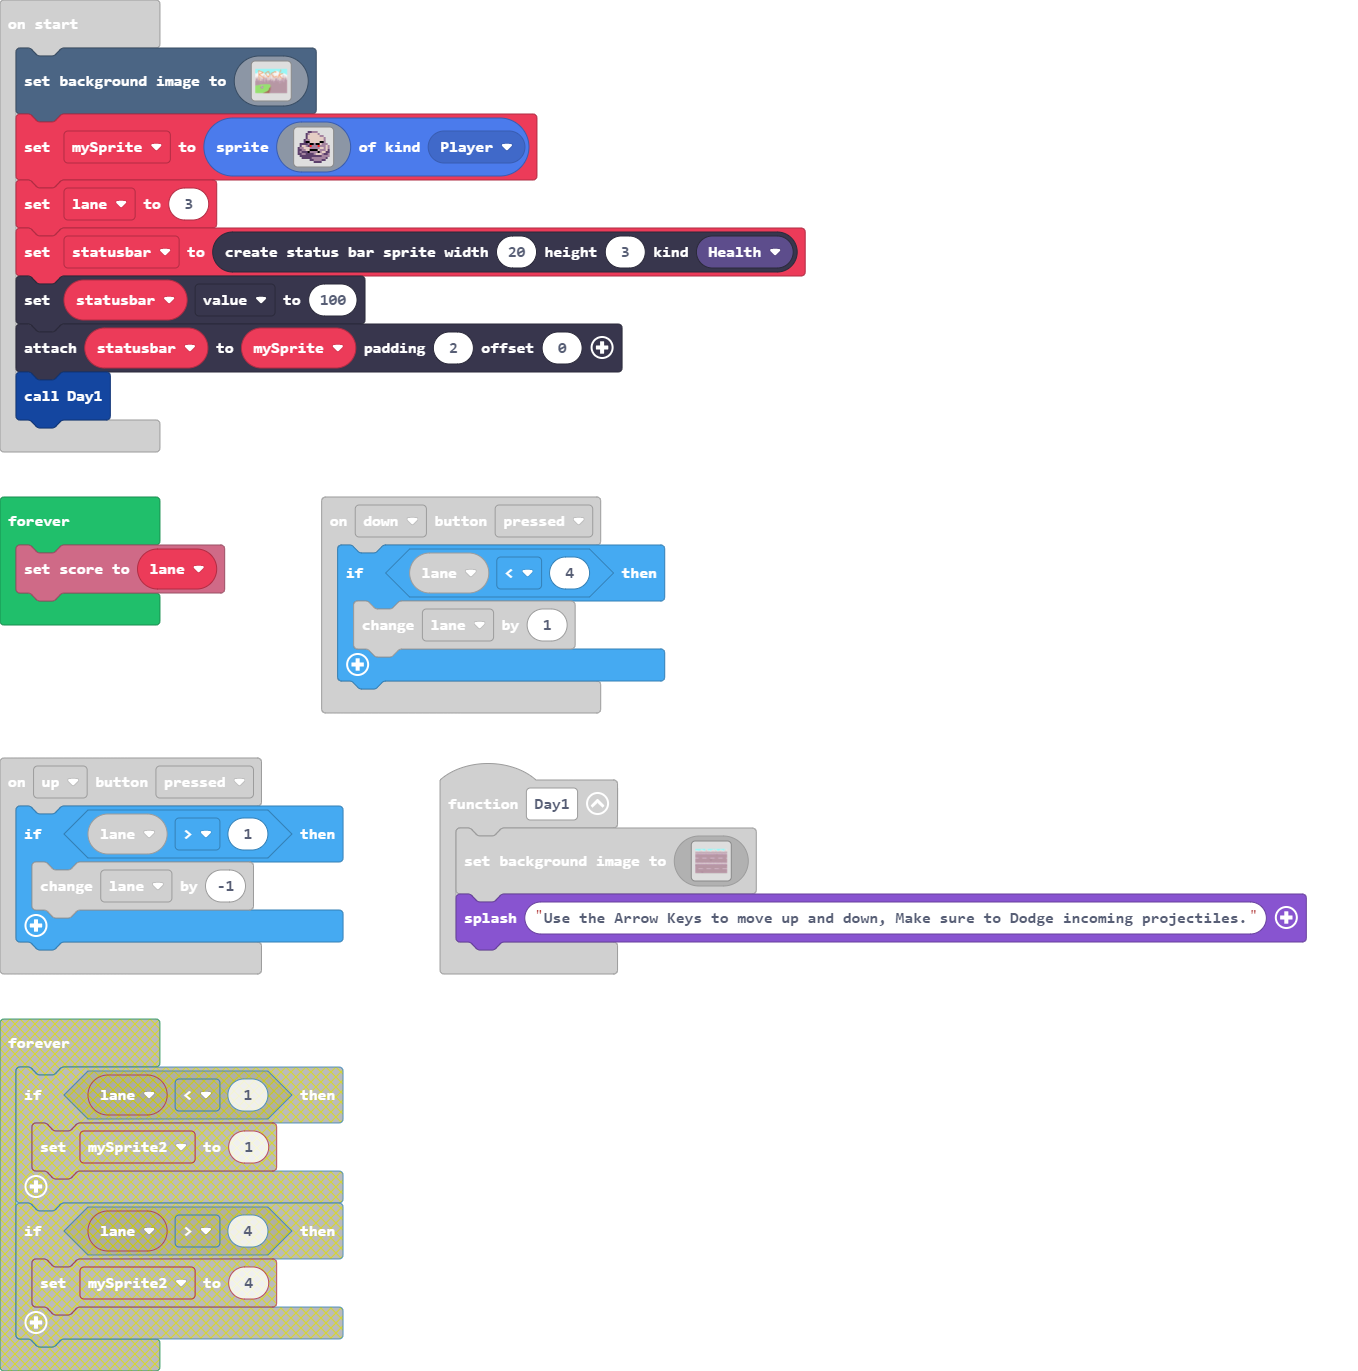 on start
set background image to
set mySprite to sprite of kind Player
set lane to 3
set statusbar to create status bar sprite width 20 height 3 kind Health
set statusbar value to 100
attach statusbar to mySprite padding 2 offset 0
call Day1
forever
set score to lane
on down button pressed
if lane < 4 then
change lane by 1
on up button pressed
if lane > 1 then
change lane by -1
function Day1
set background image to
splash "Use the Arrow Keys to move up and down, Make sure to Dodge incoming projectiles."
forever
if lane < 1 then
set mySprite2 to 1
if lane > 4 then
set mySprite2 to 4